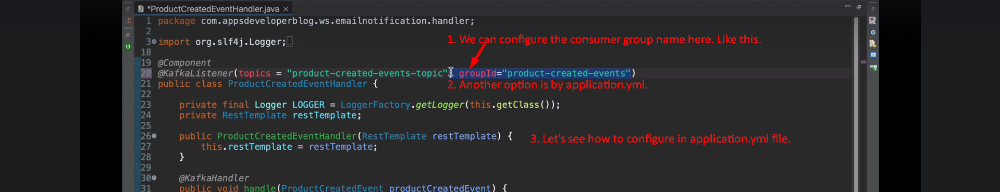 *ProductCreatedEventHandler.java
1 package com.appsdeveloperblog.ws.emailnotification.handler;
2
3 import org.slf4j.Logger;
1. We can configure the consumer group name here. Like this.
18
19 @Component
20 @KafkaListener(topics = "product-created-events-topic", groupId="product-created-events")
21 public class ProductCreatedEventHandler {
2. Another option is by application.yml.
22
23 private final Logger LOGGER = LoggerFactory.getLogger(this.getClass());
24 private RestTemplate restTemplate;
25
26 public ProductCreatedEventHandler(RestTemplate restTemplate) {
3. Let's see how to configure in application.yml file.
27 this.restTemplate = restTemplate;
28 }
29
30 @KafkaHandler
31 public void handle(ProductCreatedEvent productCreatedEvent) {